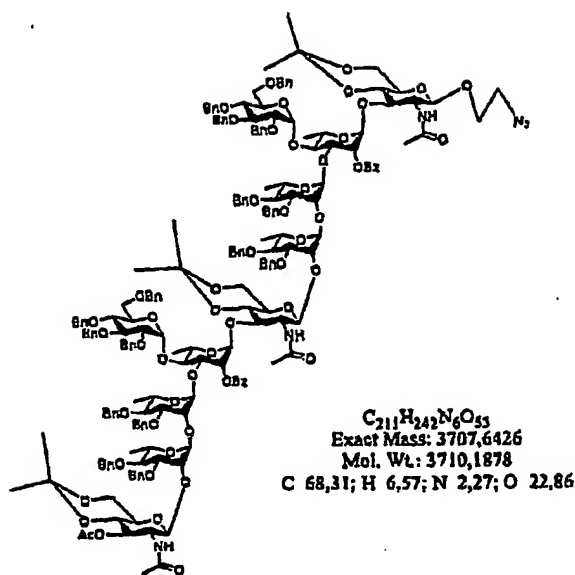 O O
OBn O O O O
BnO O O NH N3
BnO BnO O O O
O OBz
O
BnO O
BnO O
BnO O
BnO O
O O
OBn O O O
BnO O O NH
BnO BnO O O O
O OBz
O
BnO O
BnO O
BnO O
BnO O
O O
AcO NH
O
C211H242N6O53
Exact Mass: 3707,6426
Mol. Wt.: 3710,1878
C 68,31; H 6,57; N 2,27; O 22,86